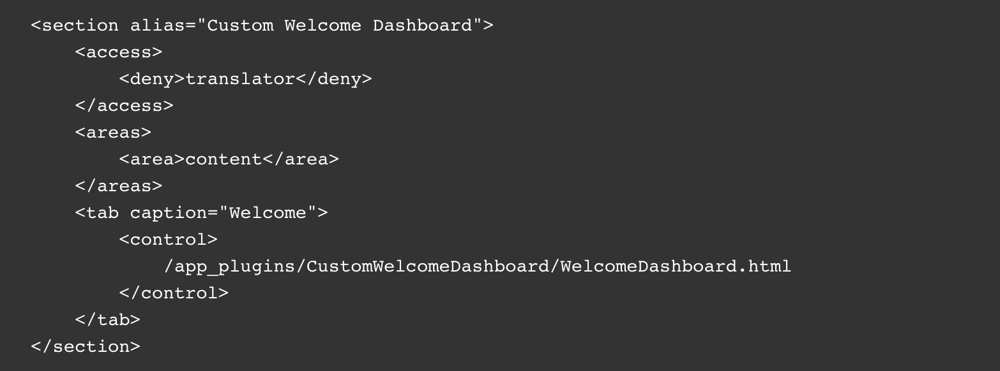 <section alias="Custom Welcome Dashboard">
    <access>
        <deny>translator</deny>
    </access>
    <areas>
        <area>content</area>
    </areas>
    <tab caption="Welcome">
        <control>
            /app_plugins/CustomWelcomeDashboard/WelcomeDashboard.html
        </control>
    </tab>
</section>